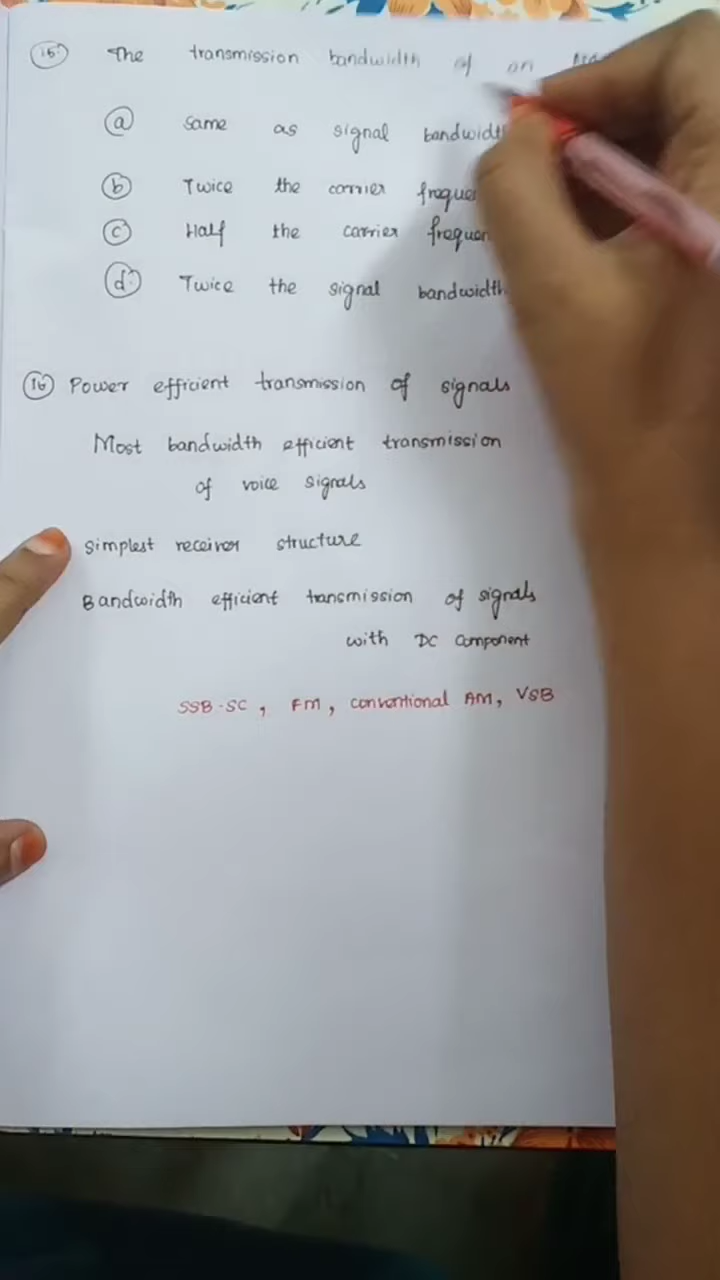 15. The transmission bandwidth of an
a same as signal bandwidt
b Twice the carrier freque
c Half the carrier frequen
d. Twice the signal bandwidth
16 Power efficient transmission of signals
Most bandwidth efficient transmission
of voice signals
simplest receiver structure
Bandwidth efficient transmission of signals
with DC Component
SSB-SC, FM, conventional AM, VSB